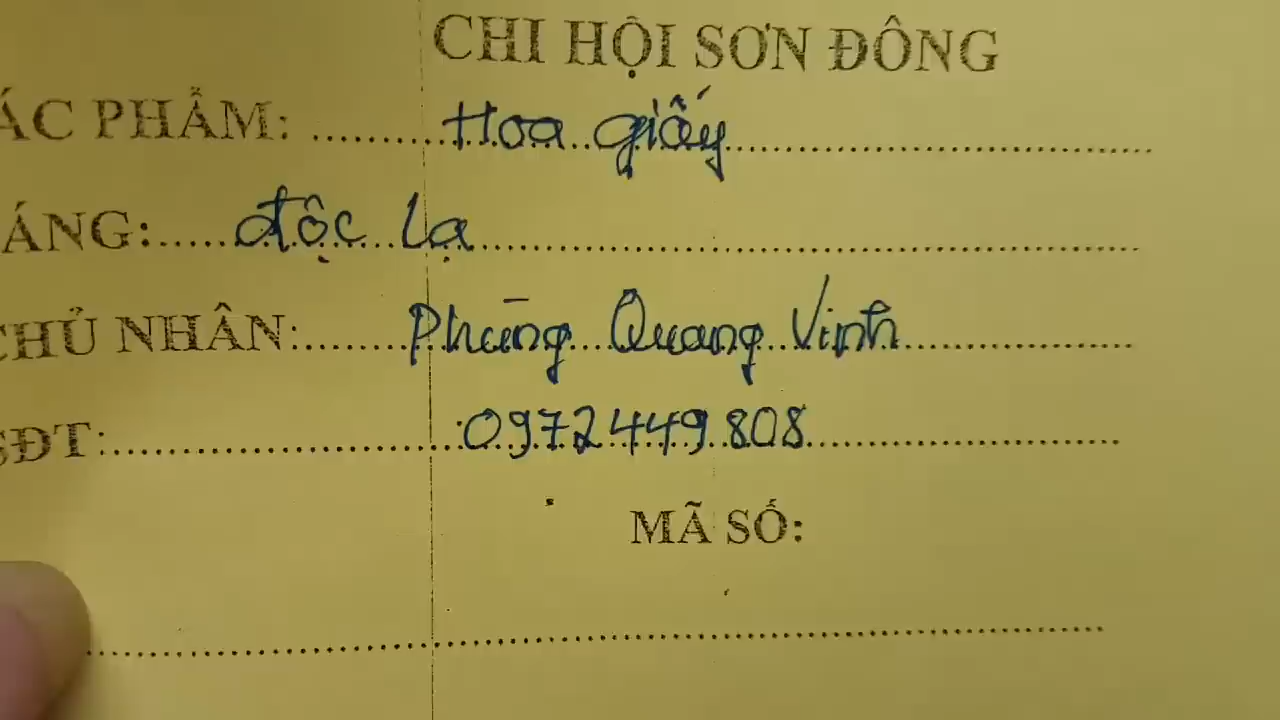 CHI HỘI SƠN ĐÔNG
ÁC PHẨM: Hoa giấy
ÁNG: độc lạ
CHỦ NHÂN: Phùng Quang Vinh
SĐT: 0972449808
MÃ SỐ: